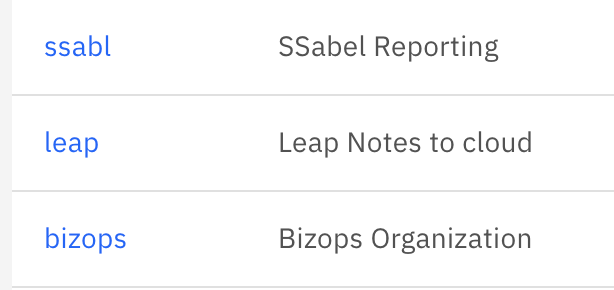 ssabl SSabel Reporting
leap Leap Notes to cloud
bizops Bizops Organization